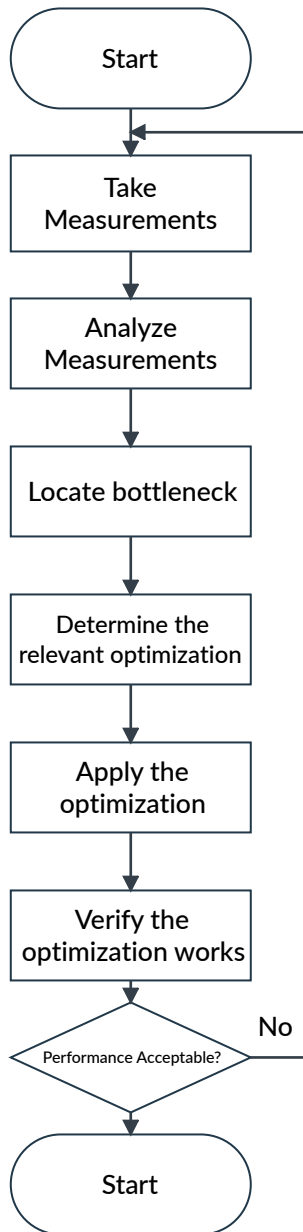 Start
Take
Measurements
Analyze
Measurements
Locate bottleneck
Determine the
relevant optimization
Apply the
optimization
Verify the
optimization works
Performance Acceptable?
No
Start